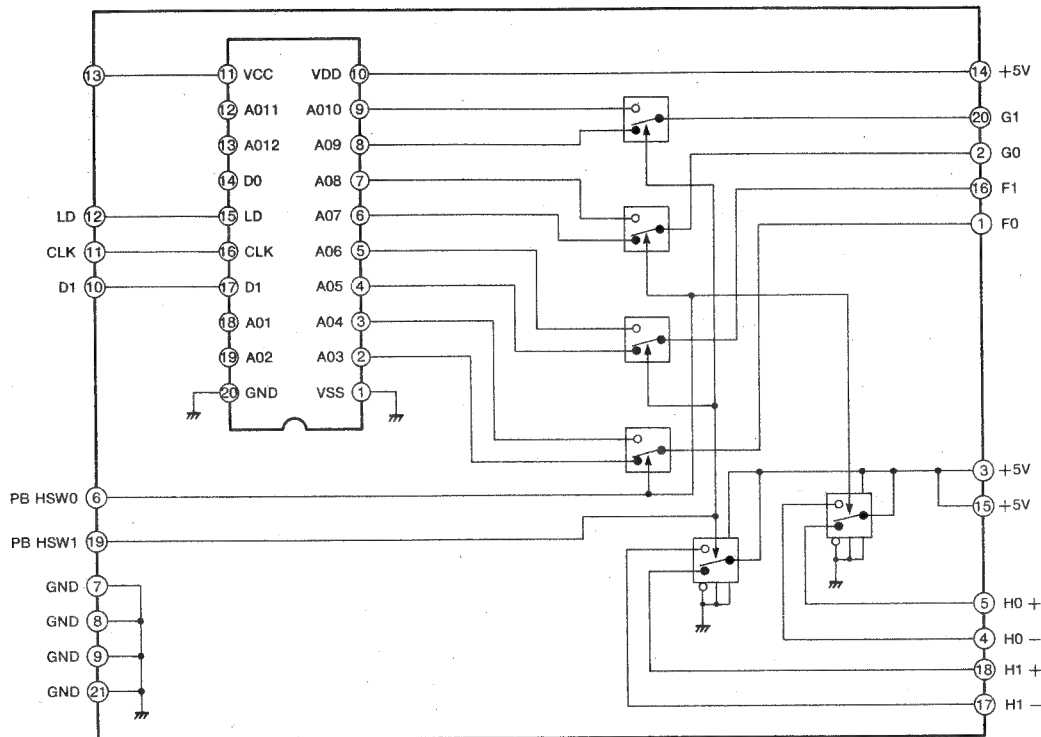 13 11 VCC VDD 10 14 +5V
12 A011 A010 9 20 G1
13 A012 A09 8 2 G0
14 D0 A08 7 16 F1
LD 12 15 LD A07 6 1 F0
CLK 11 16 CLK A06 5
D1 10 17 D1 A05 4
18 A01 A04 3
19 A02 A03 2
20 GND VSS 1
3 +5V
PB HSW0 6 15 +5V
PB HSW1 19
GND 7 5 H0 +
GND 8 4 H0 −
GND 9 18 H1 +
GND 21 17 H1 −